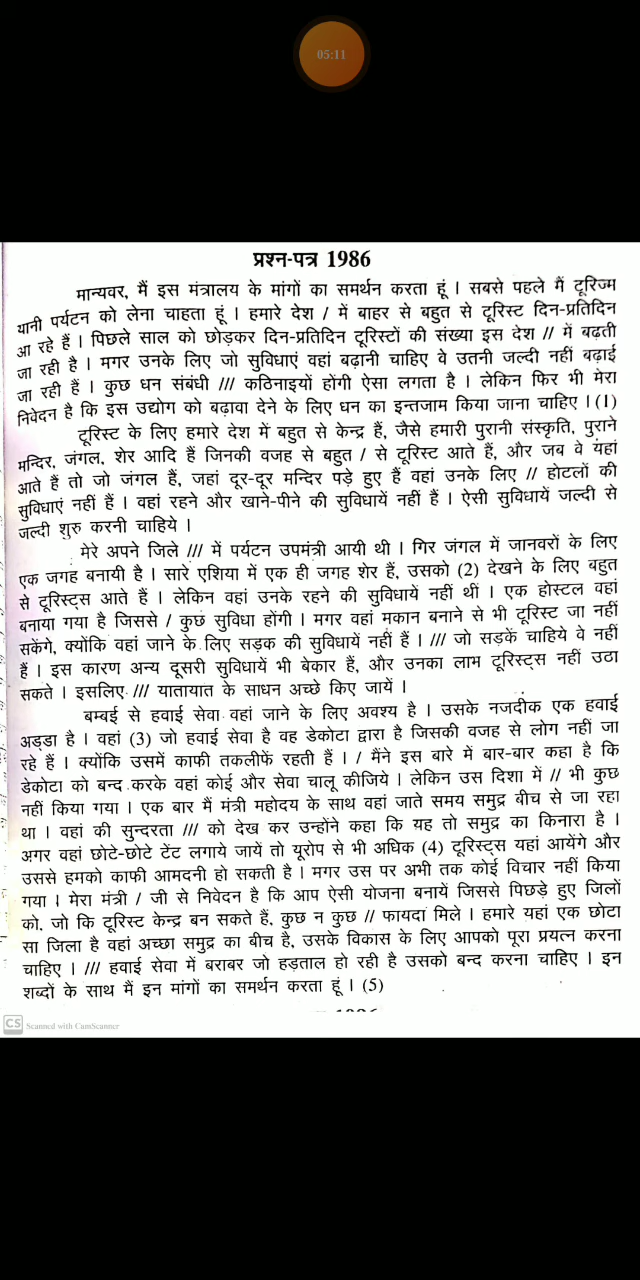 05:11
प्रश्न-पत्र 1986
मान्यवर, मैं इस मंत्रालय के मांगों का समर्थन करता हूं । सबसे पहले मैं टूरिज्म
यानी पर्यटन को लेना चाहता हूं । हमारे देश / में बाहर से बहुत से टूरिस्ट दिन-प्रतिदिन
आ रहे हैं । पिछले साल को छोड़कर दिन-प्रतिदिन टूरिस्टों की संख्या इस देश // में बढ़ती
जा रही है । मगर उनके लिए जो सुविधाएं वहां बढ़ानी चाहिए वे उतनी जल्दी नहीं बढ़ाई
जा रही हैं । कुछ धन संबंधी /// कठिनाइयों होंगी ऐसा लगता है । लेकिन फिर भी मेरा
निवेदन है कि इस उद्योग को बढ़ावा देने के लिए धन का इन्तजाम किया जाना चाहिए । (1)
टूरिस्ट के लिए हमारे देश में बहुत से केन्द्र हैं, जैसे हमारी पुरानी संस्कृति, पुराने
मन्दिर, जंगल, शेर आदि हैं जिनकी वजह से बहुत / से टूरिस्ट आते हैं, और जब वे यहां
आते हैं तो जो जंगल हैं, जहां दूर-दूर मन्दिर पड़े हुए हैं वहां उनके लिए // होटलों की
सुविधाएं नहीं हैं । वहां रहने और खाने-पीने की सुविधायें नहीं हैं । ऐसी सुविधायें जल्दी से
जल्दी शुरु करनी चाहिये ।
मेरे अपने जिले /// में पर्यटन उपमंत्री आयी थी । गिर जंगल में जानवरों के लिए
एक जगह बनायी है । सारे एशिया में एक ही जगह शेर हैं, उसको (2) देखने के लिए बहुत
से टूरिस्ट्स आते हैं । लेकिन वहां उनके रहने की सुविधायें नहीं थीं । एक होस्टल वहां
बनाया गया है जिससे / कुछ सुविधा होंगी । मगर वहां मकान बनाने से भी टूरिस्ट जा नहीं
सकेंगे, क्योंकि वहां जाने के लिए सड़क की सुविधायें नहीं हैं । /// जो सड़कें चाहिये वे नहीं
हैं । इस कारण अन्य दूसरी सुविधायें भी बेकार हैं, और उनका लाभ टूरिस्ट्स नहीं उठा
सकते । इसलिए /// यातायात के साधन अच्छे किए जायें ।
बम्बई से हवाई सेवा वहां जाने के लिए अवश्य है । उसके नजदीक एक हवाई
अड्डा है । वहां (3) जो हवाई सेवा है वह डेकोटा द्वारा है जिसकी वजह से लोग नहीं जा
रहे हैं । क्योंकि उसमें काफी तकलीफें रहती हैं । / मैंने इस बारे में बार-बार कहा है कि
डेकोटा को बन्द करके वहां कोई और सेवा चालू कीजिये । लेकिन उस दिशा में // भी कुछ
नहीं किया गया । एक बार मैं मंत्री महोदय के साथ वहां जाते समय समुद्र बीच से जा रहा
था । वहां की सुन्दरता /// को देख कर उन्होंने कहा कि यह तो समुद्र का किनारा है ।
अगर वहां छोटे-छोटे टेंट लगाये जायें तो यूरोप से भी अधिक (4) टूरिस्ट्स यहां आयेंगे और
उससे हमको काफी आमदनी हो सकती है । मगर उस पर अभी तक कोई विचार नहीं किया
गया । मेरा मंत्री / जी से निवेदन है कि आप ऐसी योजना बनायें जिससे पिछड़े हुए जिलों
को, जो कि टूरिस्ट केन्द्र बन सकते हैं, कुछ न कुछ // फायदा मिले । हमारे यहां एक छोटा
सा जिला है वहां अच्छा समुद्र का बीच है, उसके विकास के लिए आपको पूरा प्रयत्न करना
चाहिए । /// हवाई सेवा में बराबर जो हड़ताल हो रही है उसको बन्द करना चाहिए । इन
शब्दों के साथ मैं इन मांगों का समर्थन करता हूं । (5)
CS Scanned with CamScanner